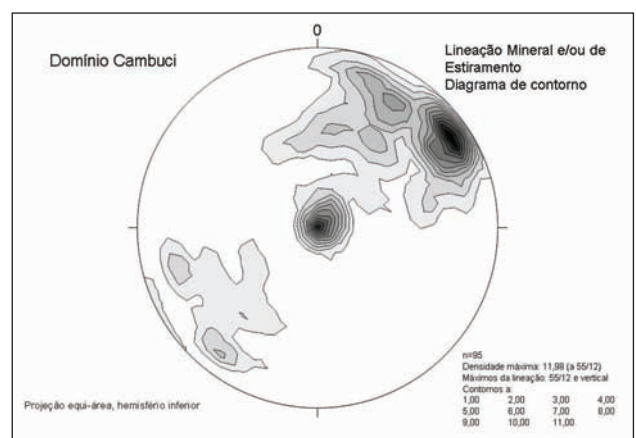 0
Domínio Cambuci
Lineação Mineral e/ou de
Estiramento
Diagrama de contorno
n=95
Densidade máxima: 11,98 (a 55/12)
Máximos da lineação: 55/12 e vertical
Contornos a:
1,00 2,00 3,00 4,00
5,00 6,00 7,00 8,00
9,00 10,00 11,00
Projeção equi-área, hemisfério inferior